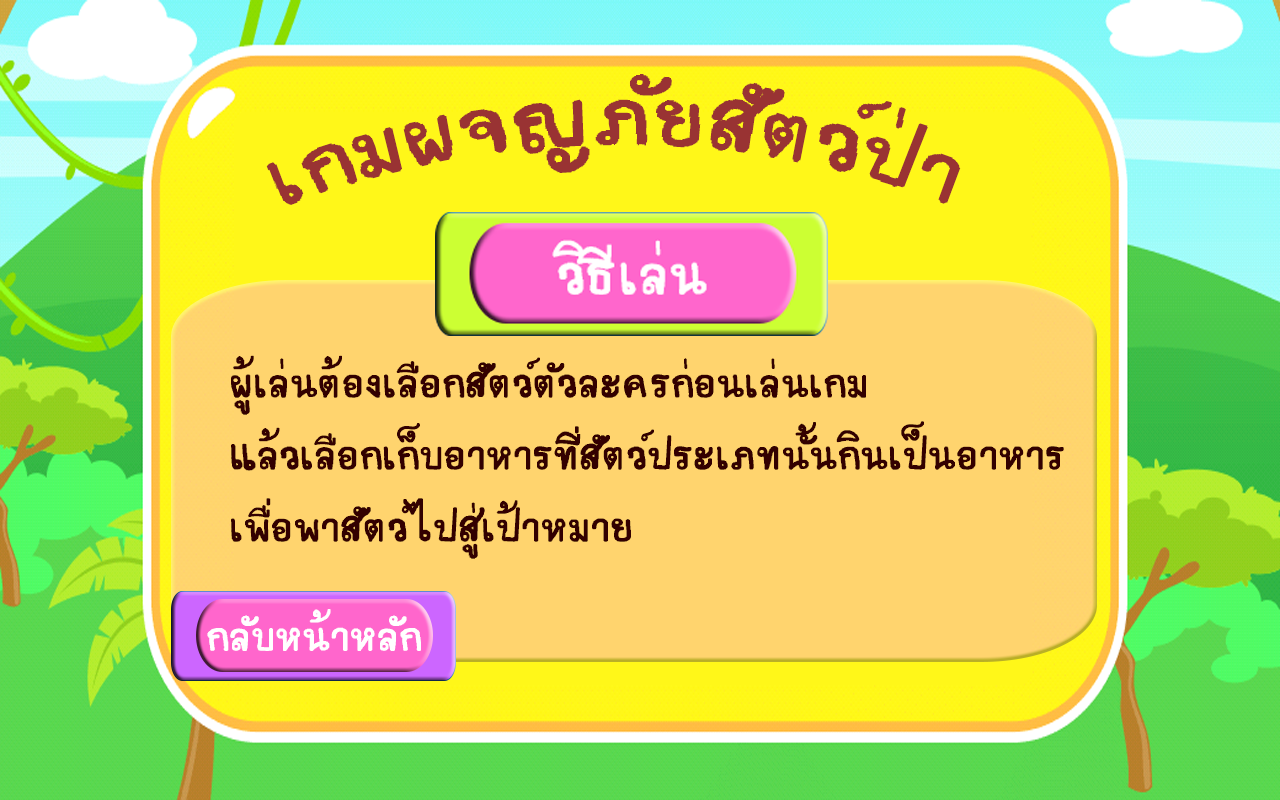 เกมผจญภัยสัตว์ป่า
วิธีเล่น
ผู้เล่นต้องเลือกสัตว์ตัวละครก่อนเล่นเกม
แล้วเลือกเก็บอาหารที่สัตว์ประเภทนั้นกินเป็นอาหาร
เพื่อพาสัตว์ไปสู่เป้าหมาย
กลับหน้าหลัก